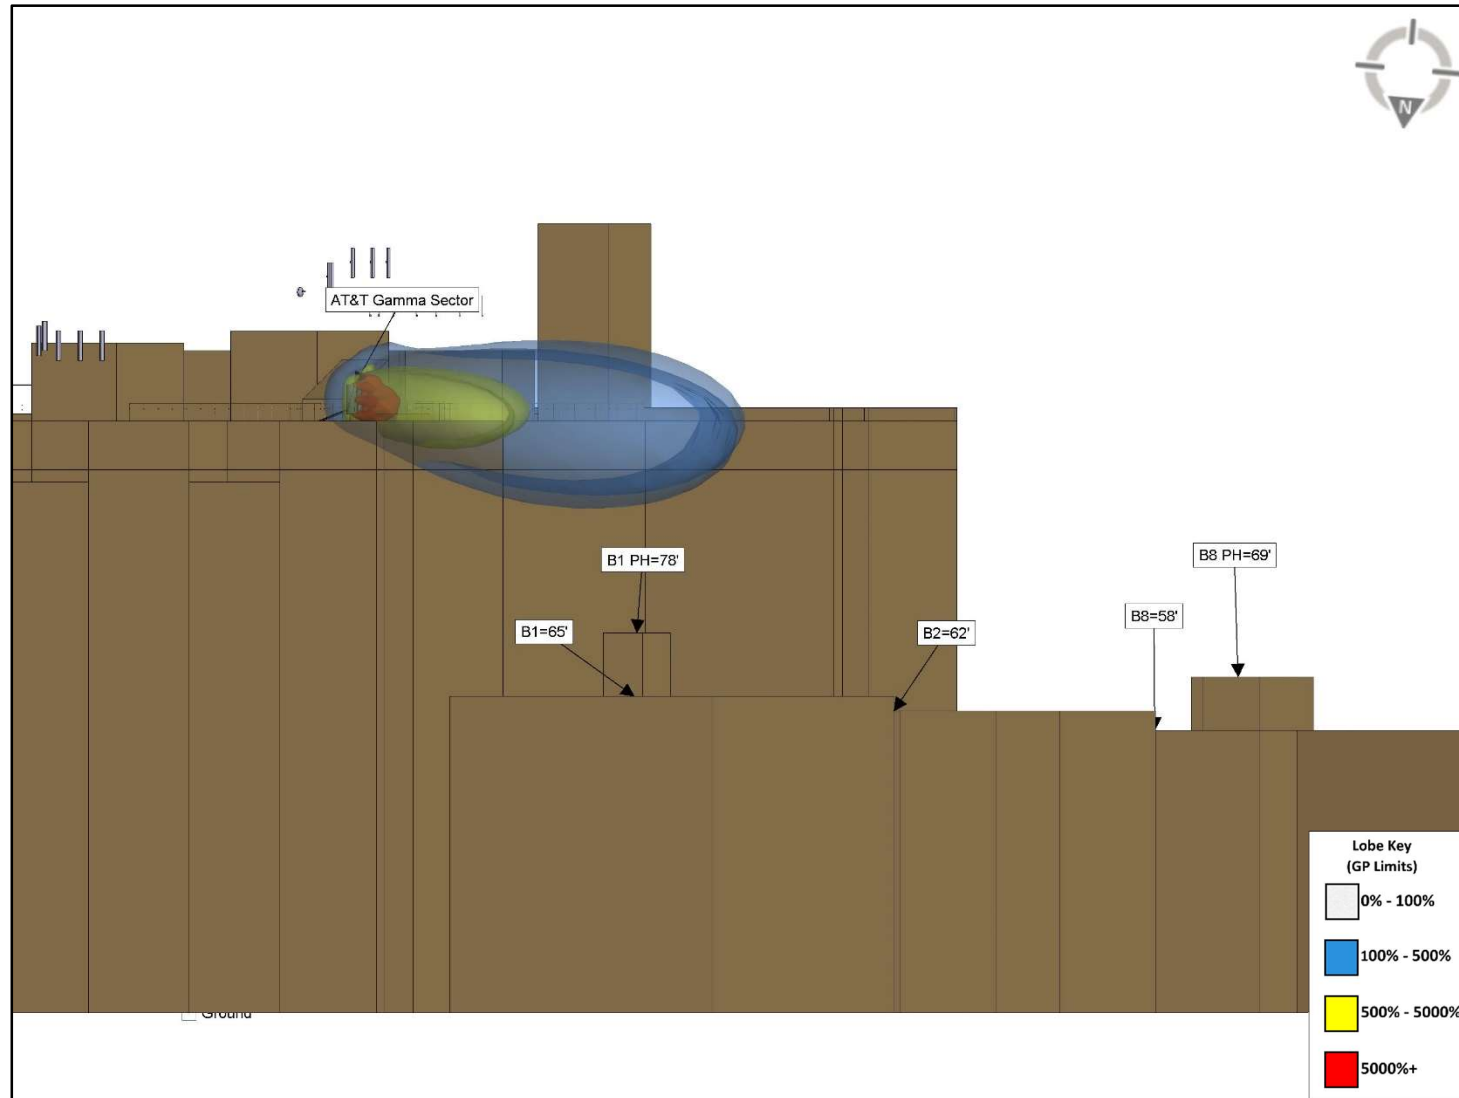 N
AT&T Gamma Sector
B1 PH=78'
B8 PH=69'
B1=65'
B2=62'
B8=58'
Ground
Lobe Key
(GP Limits)
0% - 100%
100% - 500%
500% - 5000%
5000%+